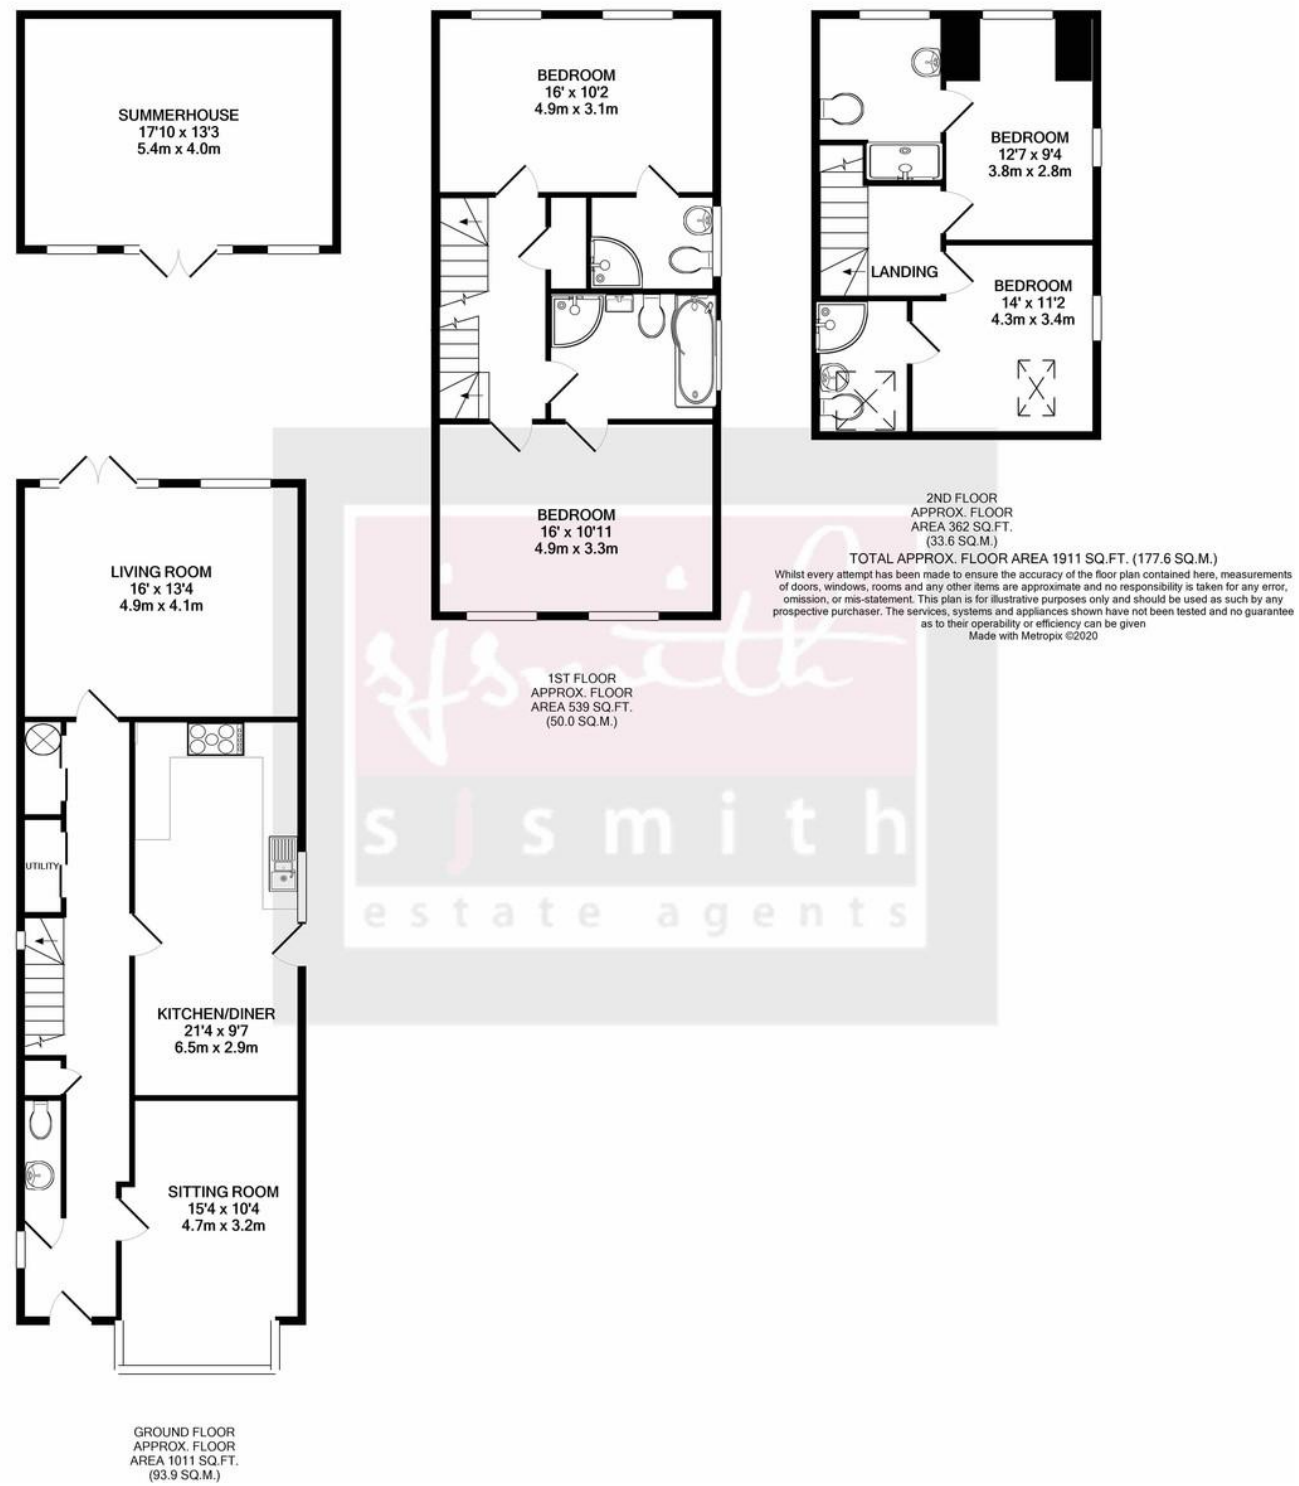 SUMMERHOUSE
17'10 x 13'3
5.4m x 4.0m
BEDROOM
16' x 10'2
4.9m x 3.1m
BEDROOM
12'7 x 9'4
3.8m x 2.8m
LANDING
BEDROOM
14' x 11'2
4.3m x 3.4m
BEDROOM
16' x 10'11
4.9m x 3.3m
2ND FLOOR
APPROX. FLOOR
AREA 362 SQ.FT.
(33.6 SQ.M.)
TOTAL APPROX. FLOOR AREA 1911 SQ.FT. (177.6 SQ.M.)
Whilst every attempt has been made to ensure the accuracy of the floor plan contained here, measurements
of doors, windows, rooms and any other items are approximate and no responsibility is taken for any error,
omission, or mis-statement. This plan is for illustrative purposes only and should be used as such by any
prospective purchaser. The services, systems and appliances shown have not been tested and no guarantee
as to their operability or efficiency can be given
Made with Metropix ©2020
1ST FLOOR
APPROX. FLOOR
AREA 539 SQ.FT.
(50.0 SQ.M.)
LIVING ROOM
16' x 13'4
4.9m x 4.1m
sjsmith
sjsmith
estate agents
UTILITY
KITCHEN/DINER
21'4 x 9'7
6.5m x 2.9m
SITTING ROOM
15'4 x 10'4
4.7m x 3.2m
GROUND FLOOR
APPROX. FLOOR
AREA 1011 SQ.FT.
(93.9 SQ.M.)